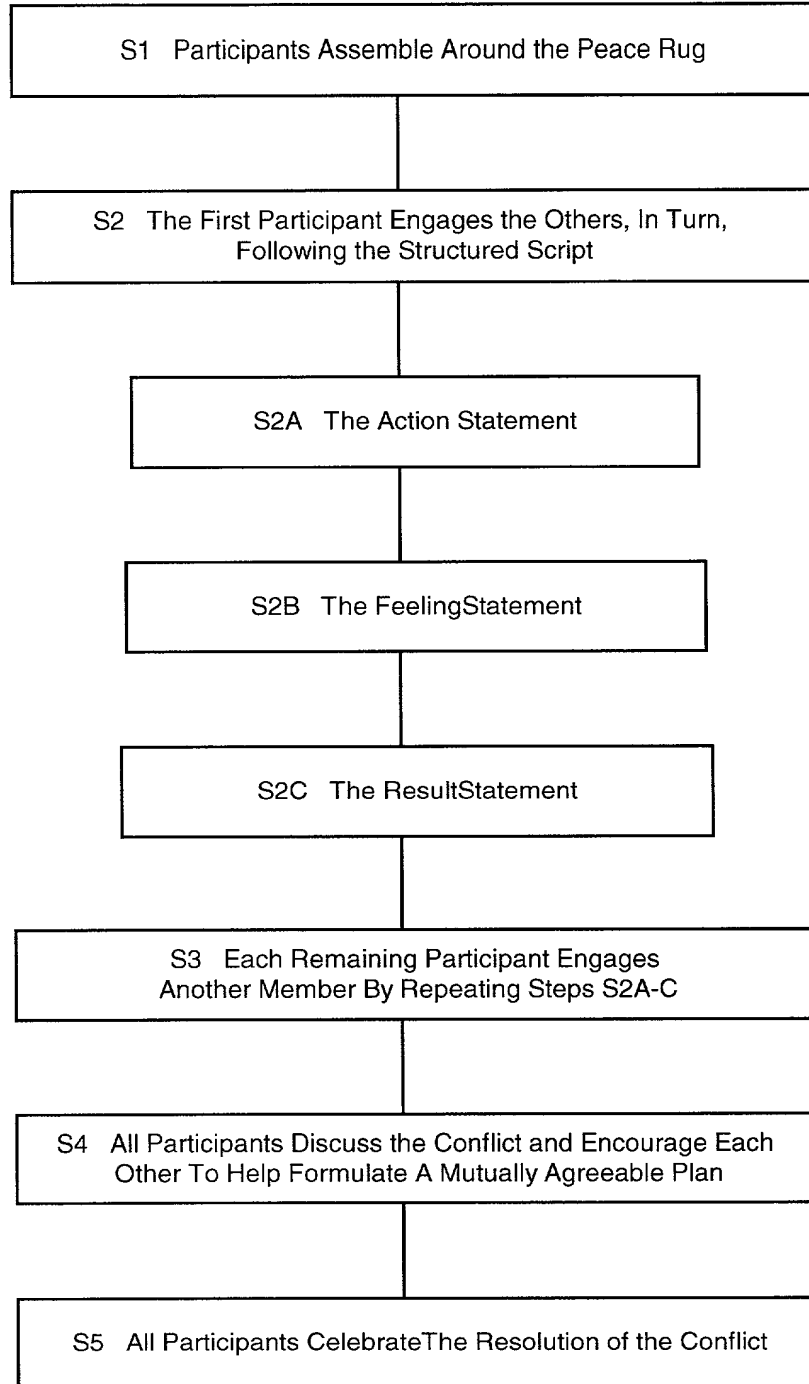 S1 Participants Assemble Around the Peace Rug
S2 The First Participant Engages the Others, In Turn,
Following the Structured Script
S2A The Action Statement
S2B The FeelingStatement
S2C The ResultStatement
S3 Each Remaining Participant Engages
Another Member By Repeating Steps S2A-C
S4 All Participants Discuss the Conflict and Encourage Each
Other To Help Formulate A Mutually Agreeable Plan
S5 All Participants CelebrateThe Resolution of the Conflict